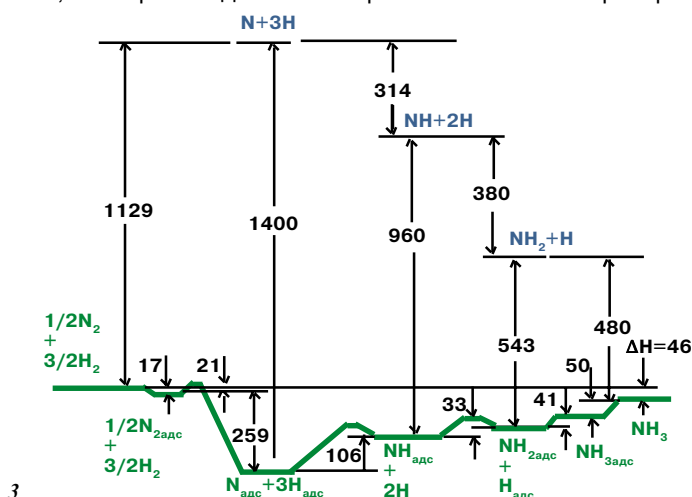 N+3H
314
NH+2H
1129
1400
960
380
NH₂+H
543
480
1/2N₂
+
3/2H₂
17
21
50
ΔH=46
33
41
259
106
1/2N₂адс
+
3/2H₂
Nадс+3Hадс
NHадс
+
2H
NH₂адс
+
Hадс
NH₃адс
NH₃
3